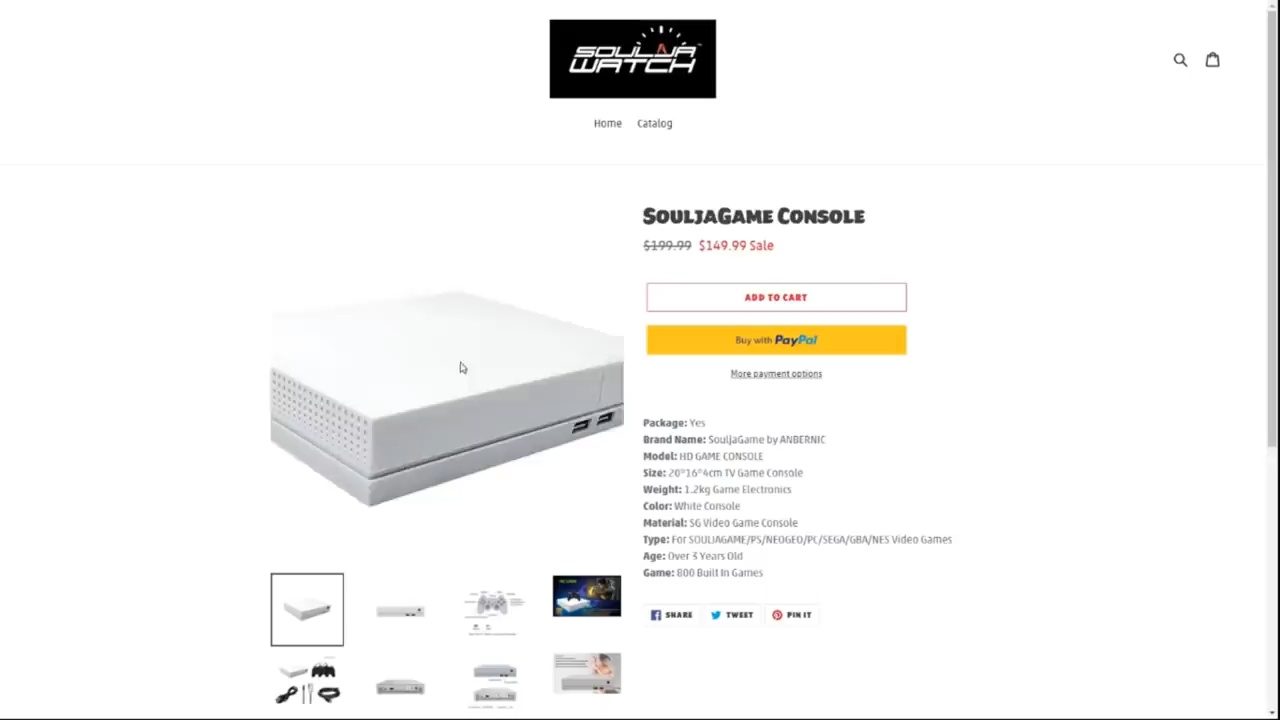 SOULJA
WATCH
Home Catalog
SouljaGame Console
$199.99 $149.99 Sale
ADD TO CART
Buy with PayPal
More payment options
Package: Yes
Brand Name: SouljaGame by ANBERNIC
Model: HD GAME CONSOLE
Size: 20*16*4cm TV Game Console
Weight: 1.2kg Game Electronics
Color: White Console
Material: SG Video Game Console
Type: For SOULJAGAME/PS/NEOGEO/PC/SEGA/GBA/NES Video Games
Age: Over 3 Years Old
Game: 800 Built In Games
SHARE TWEET PIN IT